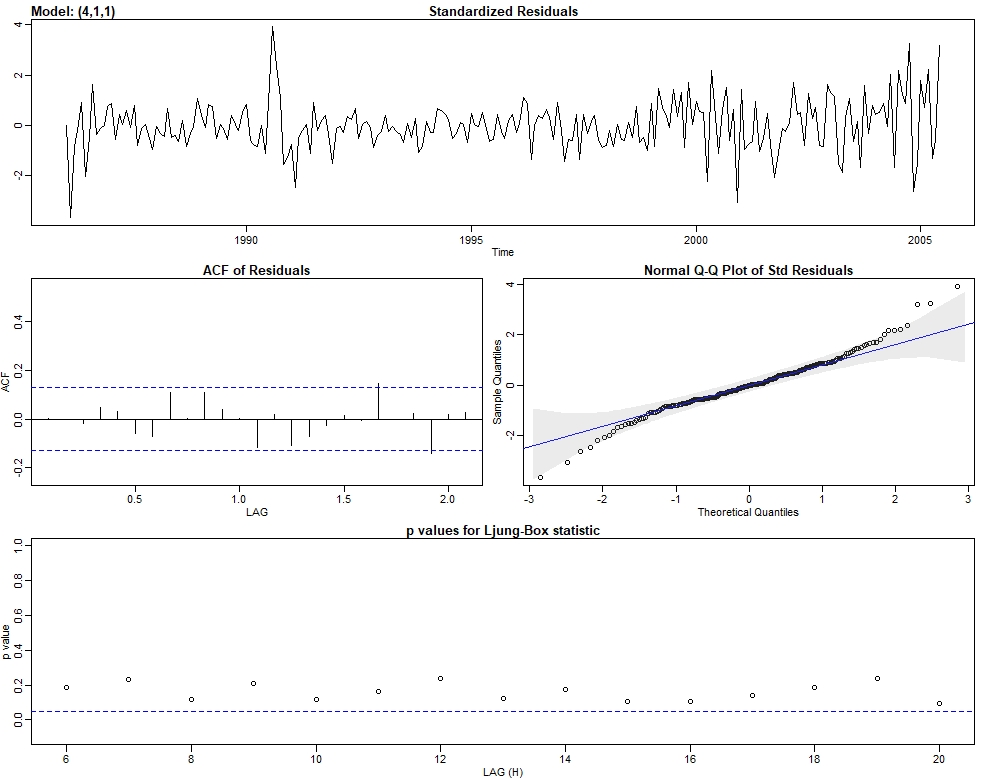 Model: (4,1,1) Standardized Residuals
4
2
0
-2
1990 1995 2000 2005
Time
ACF of Residuals Normal Q-Q Plot of Std Residuals
ACF
0.4
0.2
0.0
-0.2
0.5 1.0 1.5 2.0
LAG
Sample Quantiles
4
2
0
-2
-3 -2 -1 0 1 2 3
Theoretical Quantiles
p values for Ljung-Box statistic
p value
1.0
0.8
0.6
0.4
0.2
0.0
6 8 10 12 14 16 18 20
LAG (H)